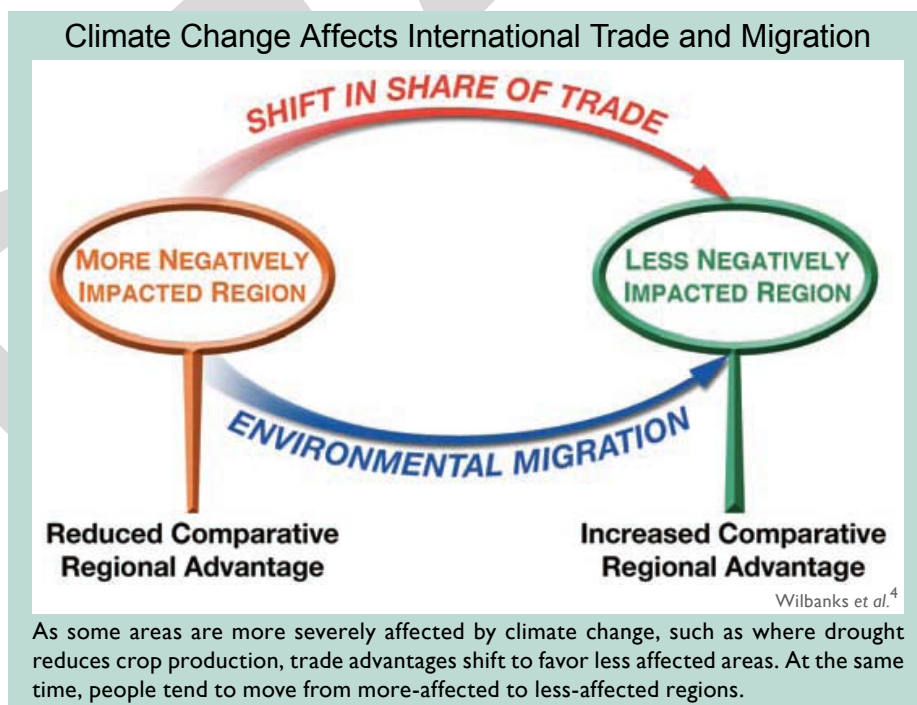 Climate Change Affects International Trade and Migration
SHIFT IN SHARE OF TRADE
MORE NEGATIVELY
IMPACTED REGION
LESS NEGATIVELY
IMPACTED REGION
ENVIRONMENTAL MIGRATION
Reduced Comparative
Regional Advantage
Increased Comparative
Regional Advantage
Wilbanks et al.4
As some areas are more severely affected by climate change, such as where drought
reduces crop production, trade advantages shift to favor less affected areas. At the same
time, people tend to move from more-affected to less-affected regions.